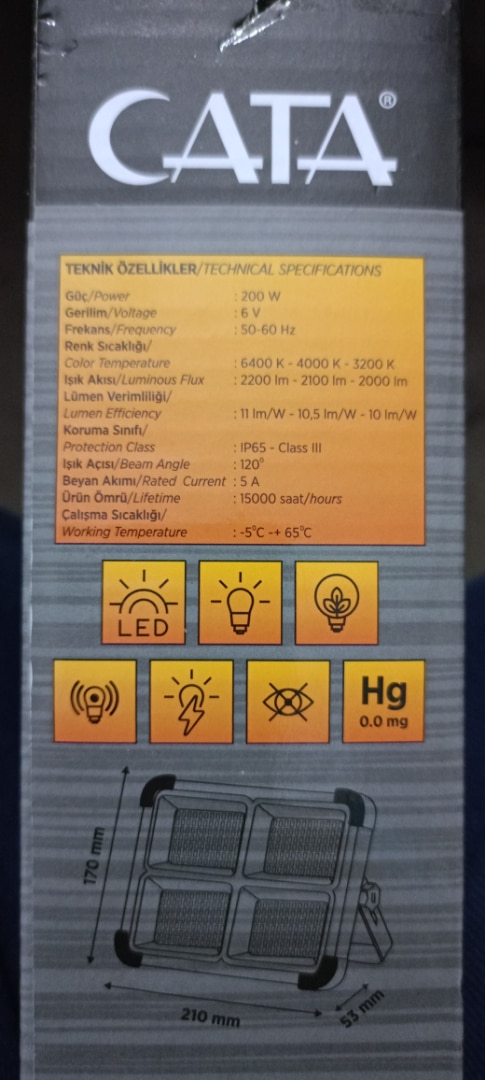 CATA®
TEKNİK ÖZELLİKLER/TECHNICAL SPECIFICATIONS
Güç/Power : 200 W
Gerilim/Voltage : 6 V
Frekans/Frequency : 50-60 Hz
Renk Sıcaklığı/
Color Temperature : 6400 K - 4000 K - 3200 K
Işık Akısı/Luminous Flux : 2200 lm - 2100 lm - 2000 lm
Lümen Verimliliği/
Lumen Efficiency : 11 lm/W - 10,5 lm/W - 10 lm/W
Koruma Sınıfı/
Protection Class : IP65 - Class III
Işık Açısı/Beam Angle : 120°
Beyan Akımı/Rated Current : 5 A
Ürün Ömrü/Lifetime : 15000 saat/hours
Çalışma Sıcaklığı/
Working Temperature : -5°C -+ 65°C
LED
Hg
0.0 mg
170 mm
210 mm
53 mm